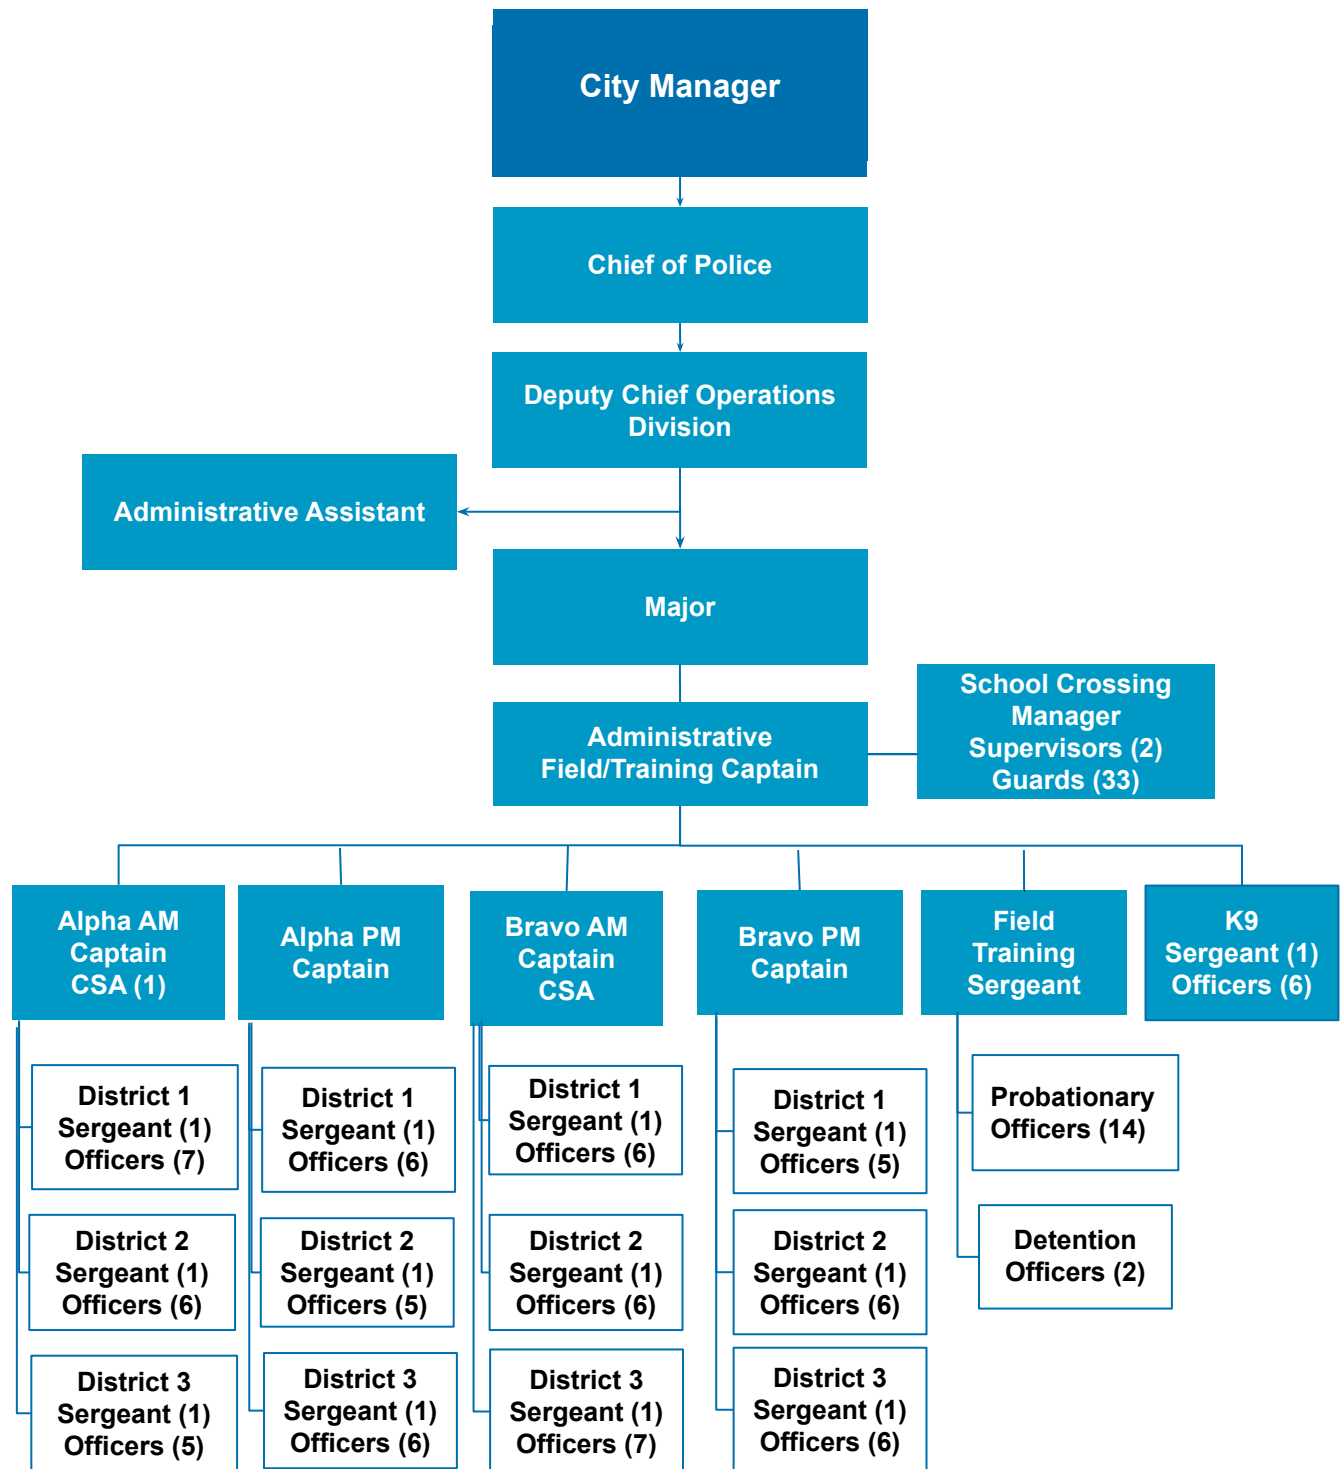 City Manager
Chief of Police
Deputy Chief Operations
Division
Administrative Assistant
Major
School Crossing
Manager
Supervisors (2)
Guards (33)
Administrative
Field/Training Captain
Alpha AM
Captain
CSA (1)
Alpha PM
Captain
Bravo AM
Captain
CSA
Bravo PM
Captain
Field
Training
Sergeant
K9
Sergeant (1)
Officers (6)
District 1
Sergeant (1)
Officers (7)
District 1
Sergeant (1)
Officers (6)
District 1
Sergeant (1)
Officers (6)
District 1
Sergeant (1)
Officers (5)
Probationary
Officers (14)
District 2
Sergeant (1)
Officers (6)
District 2
Sergeant (1)
Officers (5)
District 2
Sergeant (1)
Officers (6)
District 2
Sergeant (1)
Officers (6)
Detention
Officers (2)
District 3
Sergeant (1)
Officers (5)
District 3
Sergeant (1)
Officers (6)
District 3
Sergeant (1)
Officers (7)
District 3
Sergeant (1)
Officers (6)